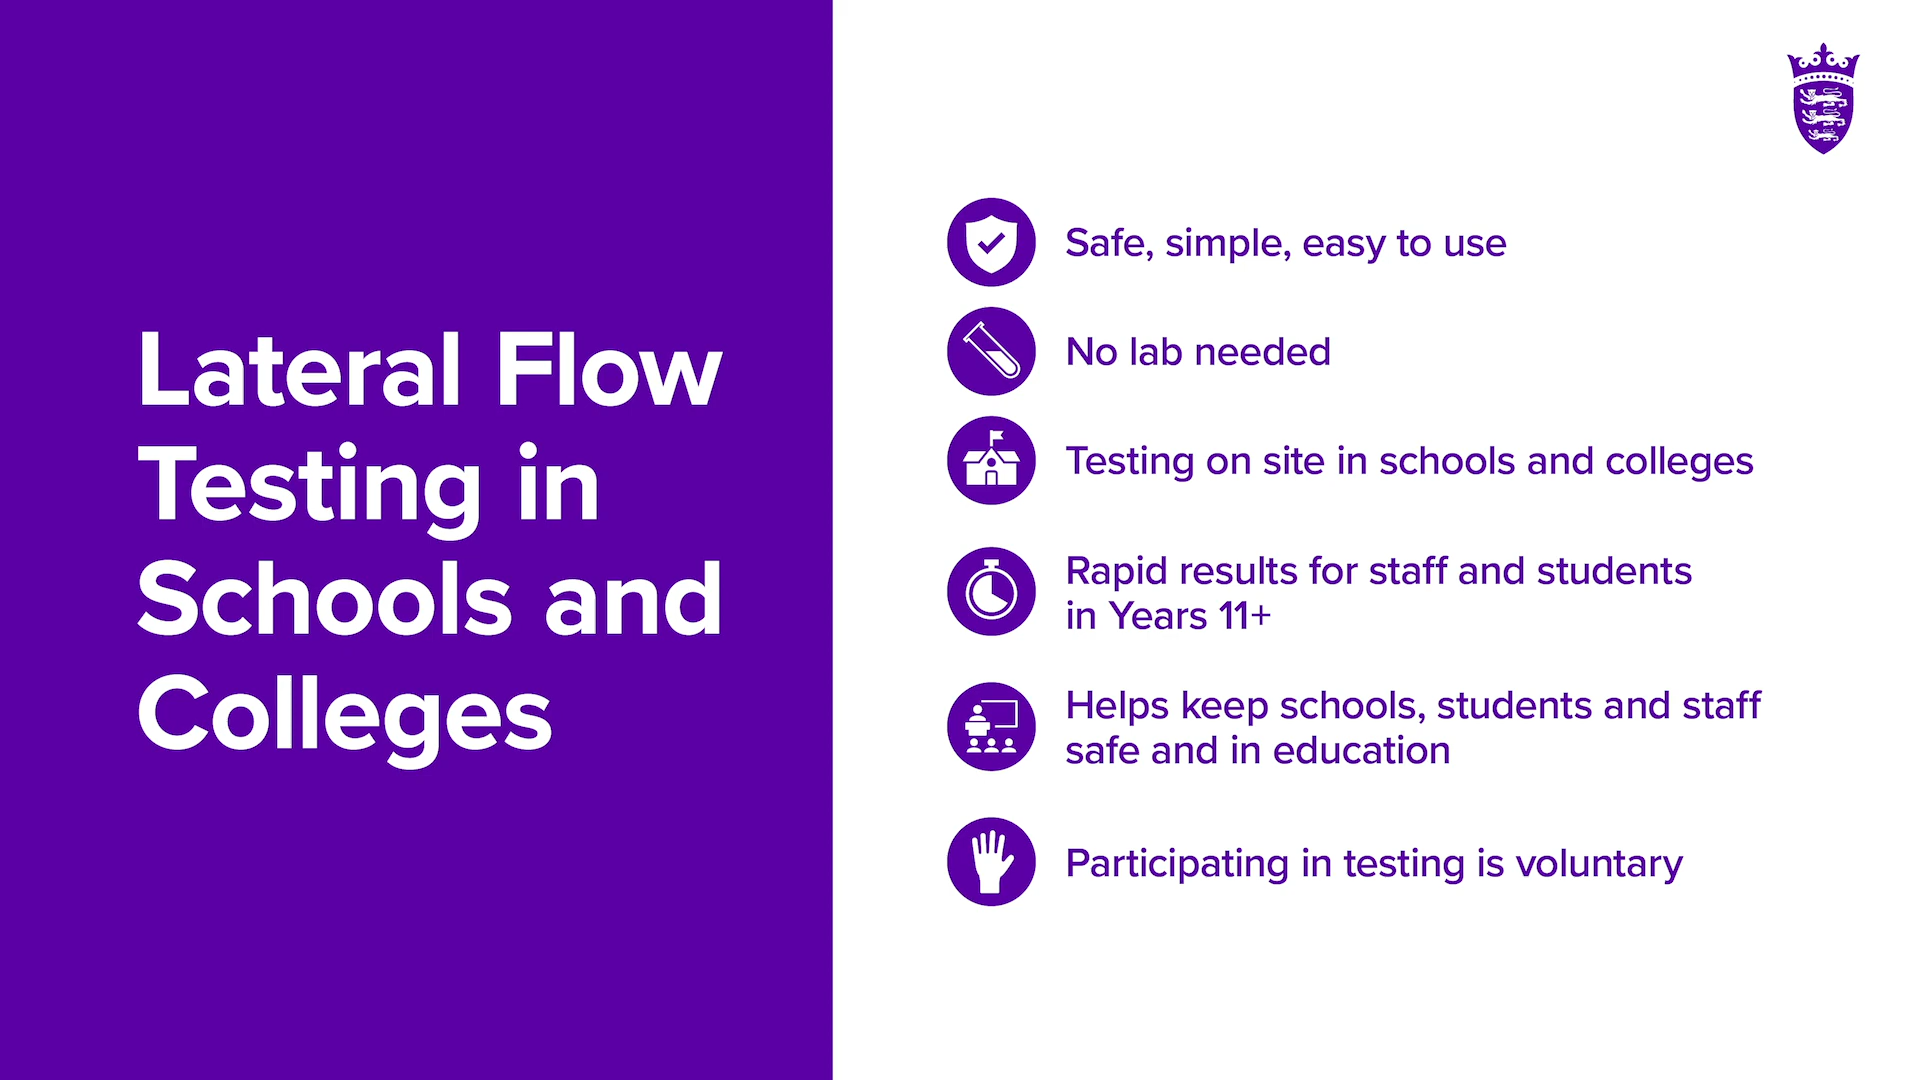 Lateral Flow
Testing in
Schools and
Colleges
Safe, simple, easy to use
No lab needed
Testing on site in schools and colleges
Rapid results for staff and students
in Years 11+
Helps keep schools, students and staff
safe and in education
Participating in testing is voluntary